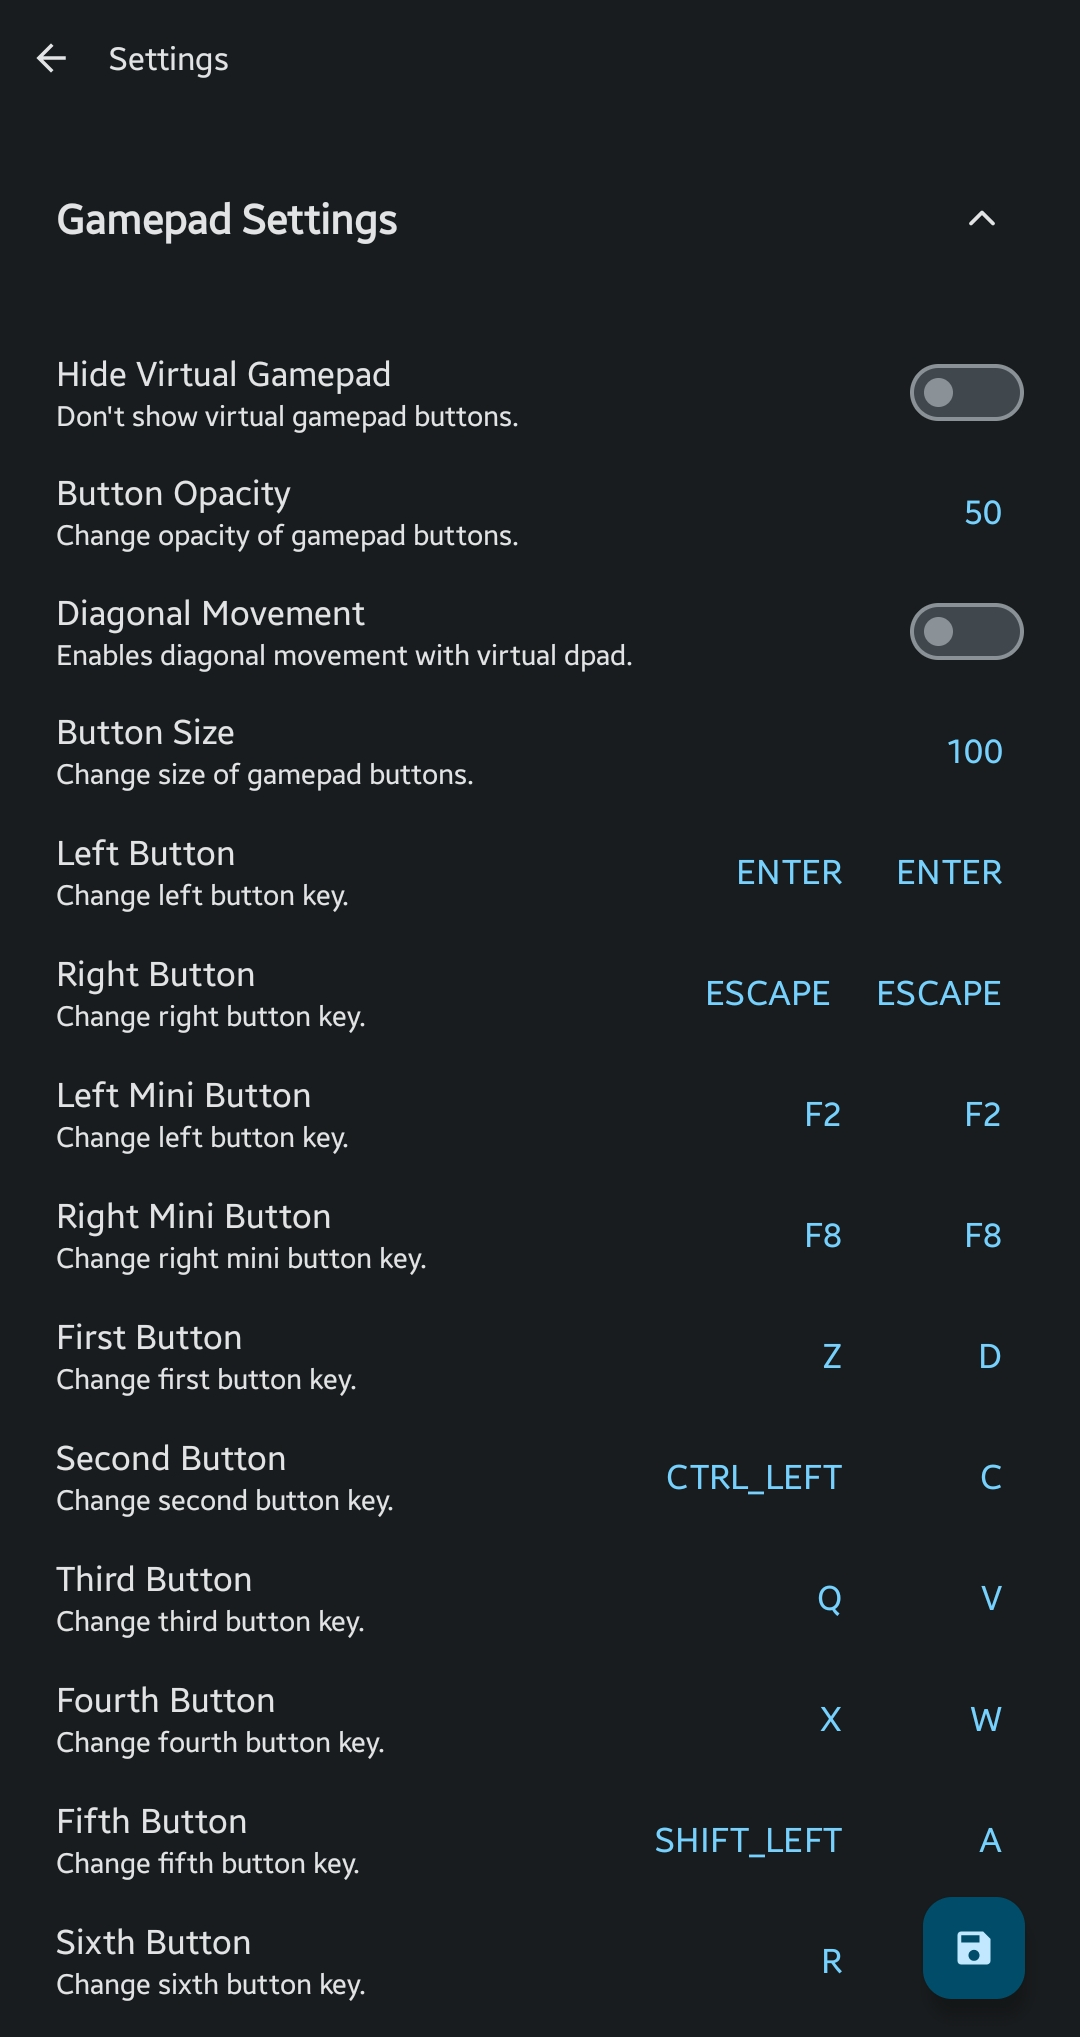 Settings
Gamepad Settings
Hide Virtual Gamepad
Don't show virtual gamepad buttons.
Button Opacity
Change opacity of gamepad buttons.
50
Diagonal Movement
Enables diagonal movement with virtual dpad.
Button Size
Change size of gamepad buttons.
100
Left Button
Change left button key.
ENTER ENTER
Right Button
Change right button key.
ESCAPE ESCAPE
Left Mini Button
Change left button key.
F2 F2
Right Mini Button
Change right mini button key.
F8 F8
First Button
Change first button key.
Z D
Second Button
Change second button key.
CTRL_LEFT C
Third Button
Change third button key.
Q V
Fourth Button
Change fourth button key.
X W
Fifth Button
Change fifth button key.
SHIFT_LEFT A
Sixth Button
Change sixth button key.
R